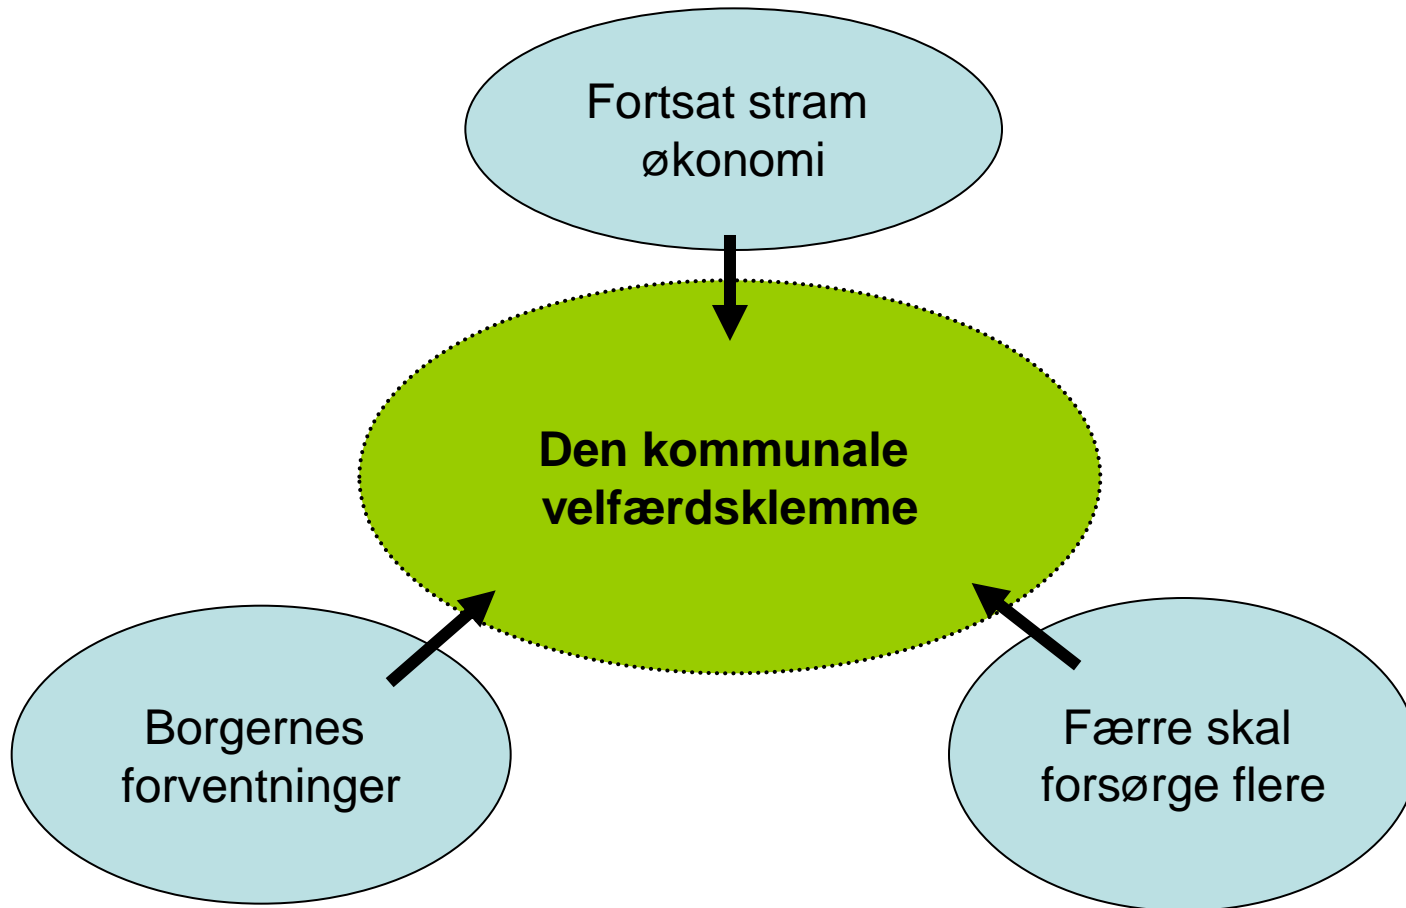 Fortsat stram
økonomi
Den kommunale
velfærdsklemme
Borgernes
forventninger
Færre skal
forsørge flere